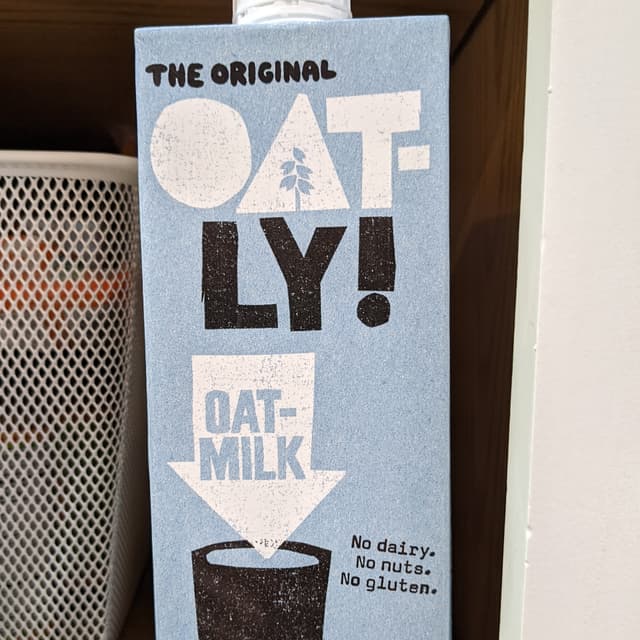 THE ORIGINAL
OAT-
LY!
OAT-
MILK
No dairy.
No nuts.
No gluten.